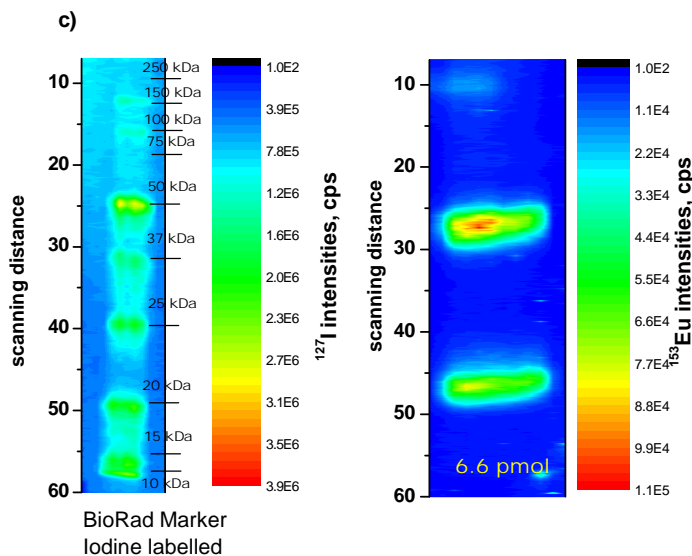 c)
scanning distance
10
20
30
40
50
60
250 kDa
150 kDa
100 kDa
75 kDa
50 kDa
37 kDa
25 kDa
20 kDa
15 kDa
10 kDa
1.0E2
3.9E5
7.8E5
1.2E6
1.6E6
2.0E6
2.3E6
2.7E6
3.1E6
3.5E6
3.9E6
¹²⁷I intensities, cps
BioRad Marker
Iodine labelled
scanning distance
10
20
30
40
50
60
6.6 pmol
1.0E2
1.1E4
2.2E4
3.3E4
4.4E4
5.5E4
6.6E4
7.7E4
8.8E4
9.9E4
1.1E5
¹⁵³Eu intensities, cps